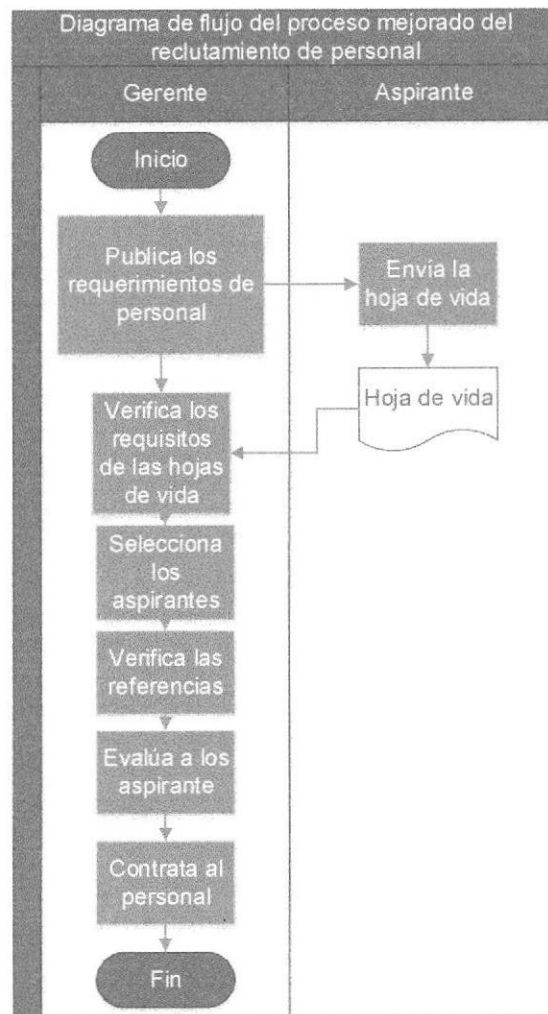 Diagrama de flujo del proceso mejorado del
reclutamiento de personal
Gerente
Aspirante
Inicio
Publica los
requerimientos de
personal
Envía la
hoja de vida
Hoja de vida
Verifica los
requisitos
de las hojas
de vida
Selecciona
los
aspirantes
Verifica las
referencias
Evalúa a los
aspirante
Contrata al
personal
Fin